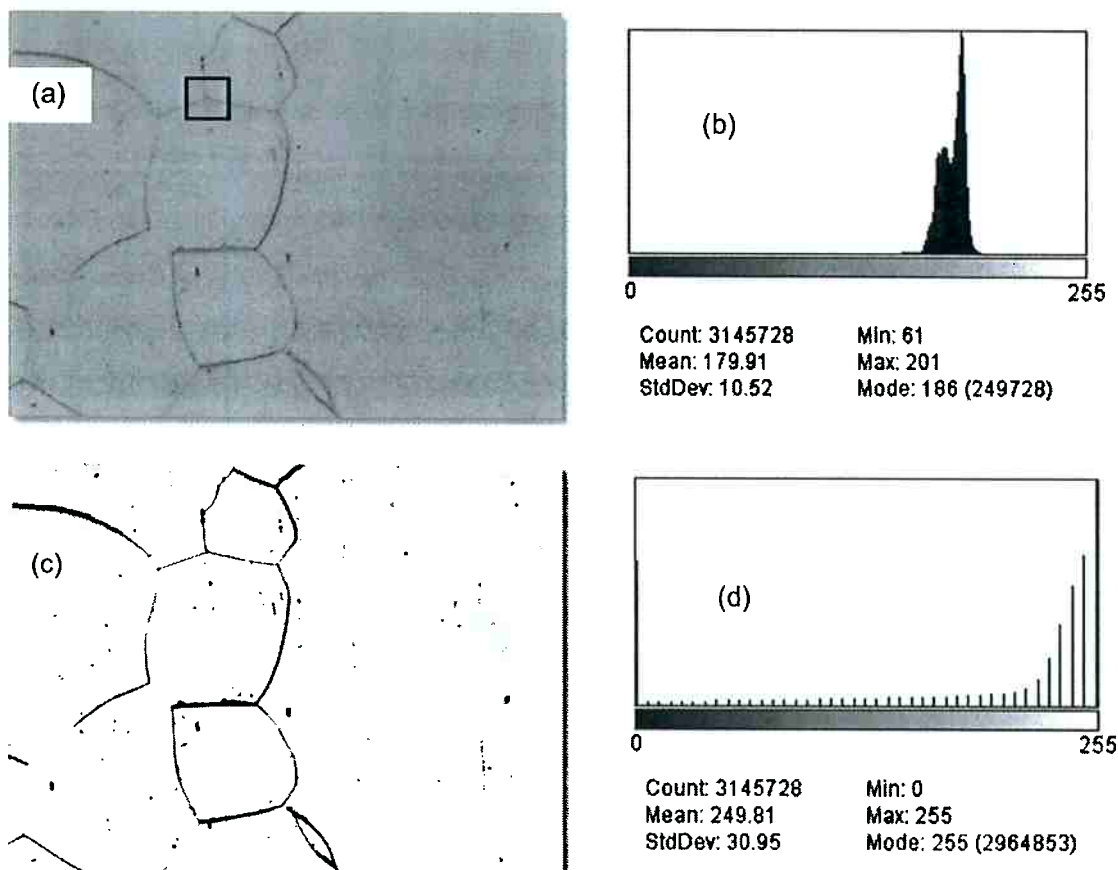 (a)
(b)
0 255
Count: 3145728 Min: 61
Mean: 179.91 Max: 201
StdDev: 10.52 Mode: 186 (249728)
(c)
(d)
0 255
Count: 3145728 Min: 0
Mean: 249.81 Max: 255
StdDev: 30.95 Mode: 255 (2964853)